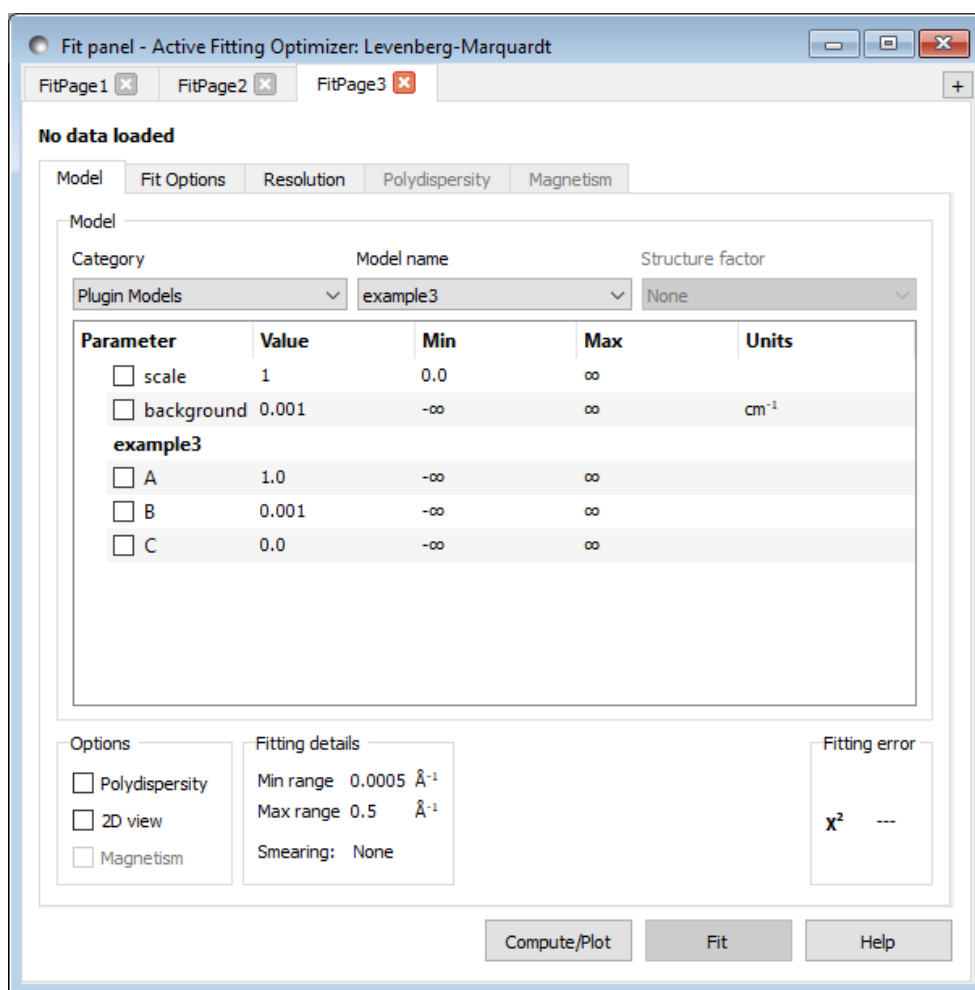 Fit panel - Active Fitting Optimizer: Levenberg-Marquardt
FitPage1 FitPage2 FitPage3 +
No data loaded
Model Fit Options Resolution Polydispersity Magnetism
Model
Category Model name Structure factor
Plugin Models example3 None
Parameter Value Min Max Units
scale 1 0.0 ∞
background 0.001 -∞ ∞ cm⁻¹
example3
A 1.0 -∞ ∞
B 0.001 -∞ ∞
C 0.0 -∞ ∞
Options Fitting details Fitting error
Polydispersity Min range 0.0005 Å⁻¹
2D view Max range 0.5 Å⁻¹ χ² ---
Magnetism Smearing: None
Compute/Plot Fit Help